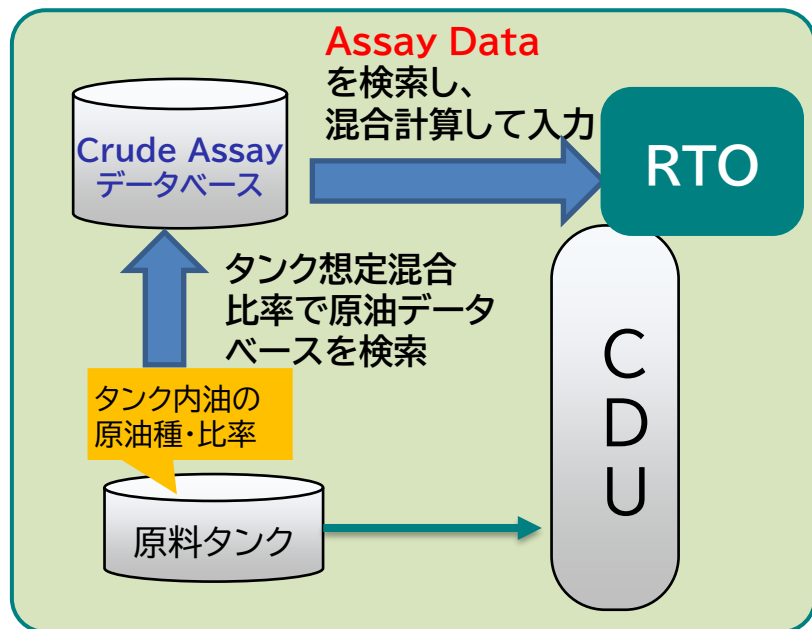 Assay Data
を検索し、
混合計算して入力
Crude Assay
データベース
RTO
タンク想定混合
比率で原油データ
ベースを検索
タンク内油の
原油種・比率
原料タンク
C
D
U